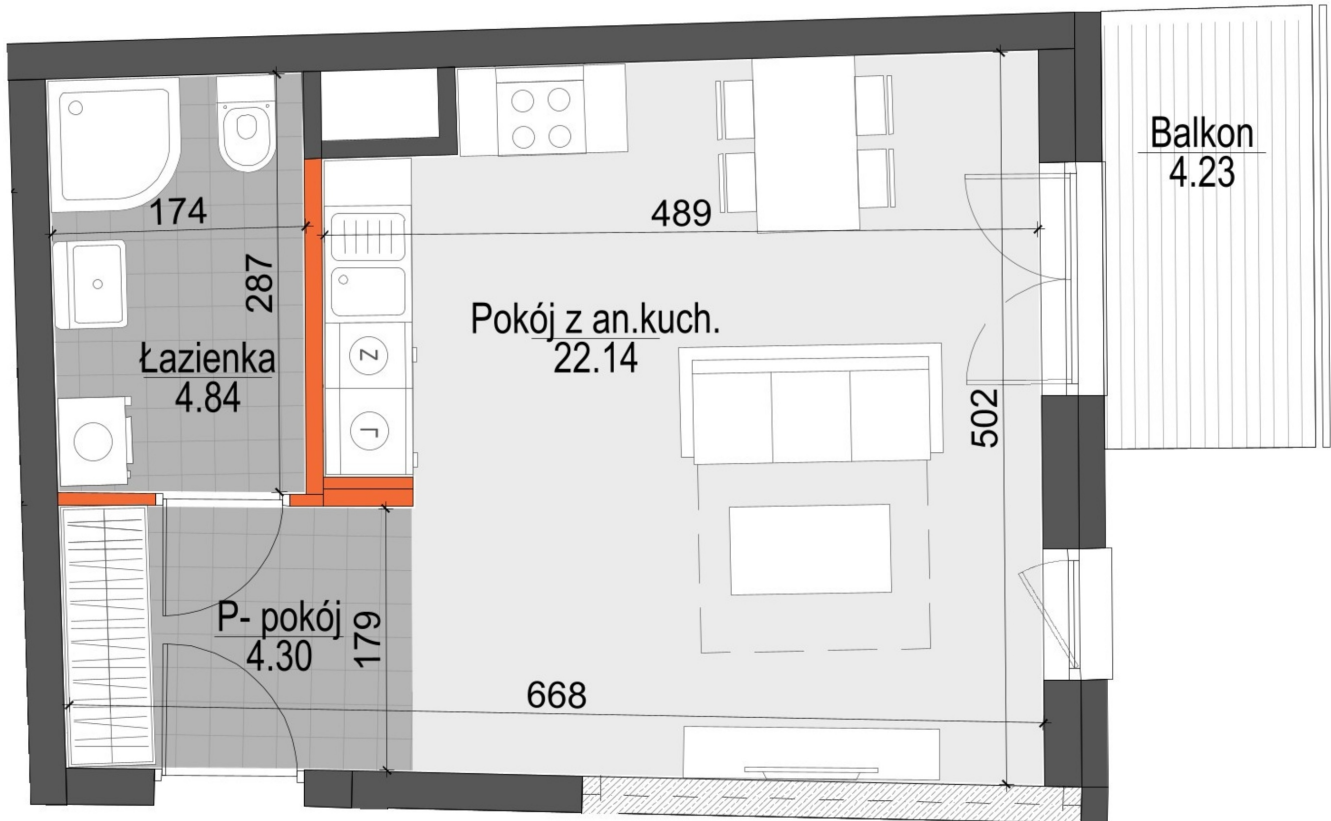 Balkon
4.23
174
489
287
Pokój z an.kuch.
22.14
Łazienka
4.84
Z
L
502
P- pokój
4.30
179
668